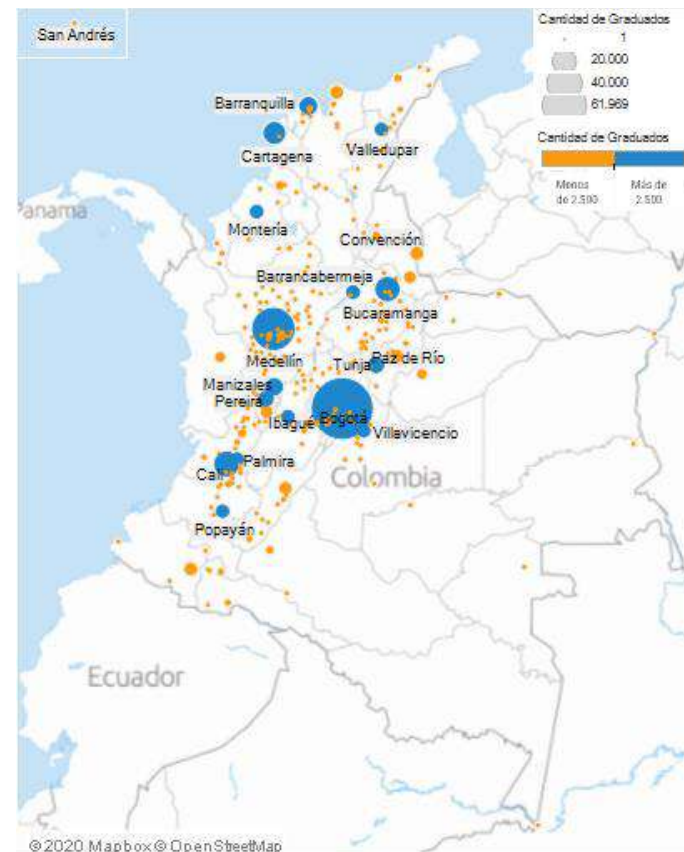 San Andrés
Cantidad de Graduados
1
20.000
40.000
61.969
Cantidad de Graduados
Menos
de 2.500
Más de
2.500
Barranquilla
Cartagena
Valledupar
Panama
Montería
Convención
Barrancabermeja
Bucaramanga
Medellín
Tunja
Paz de Río
Manizales
Pereira
Ibagué
Bogotá
Villavicencio
Cali
Palmira
Colombia
Popayán
Ecuador
©2020 Mapbox © OpenStreetMap